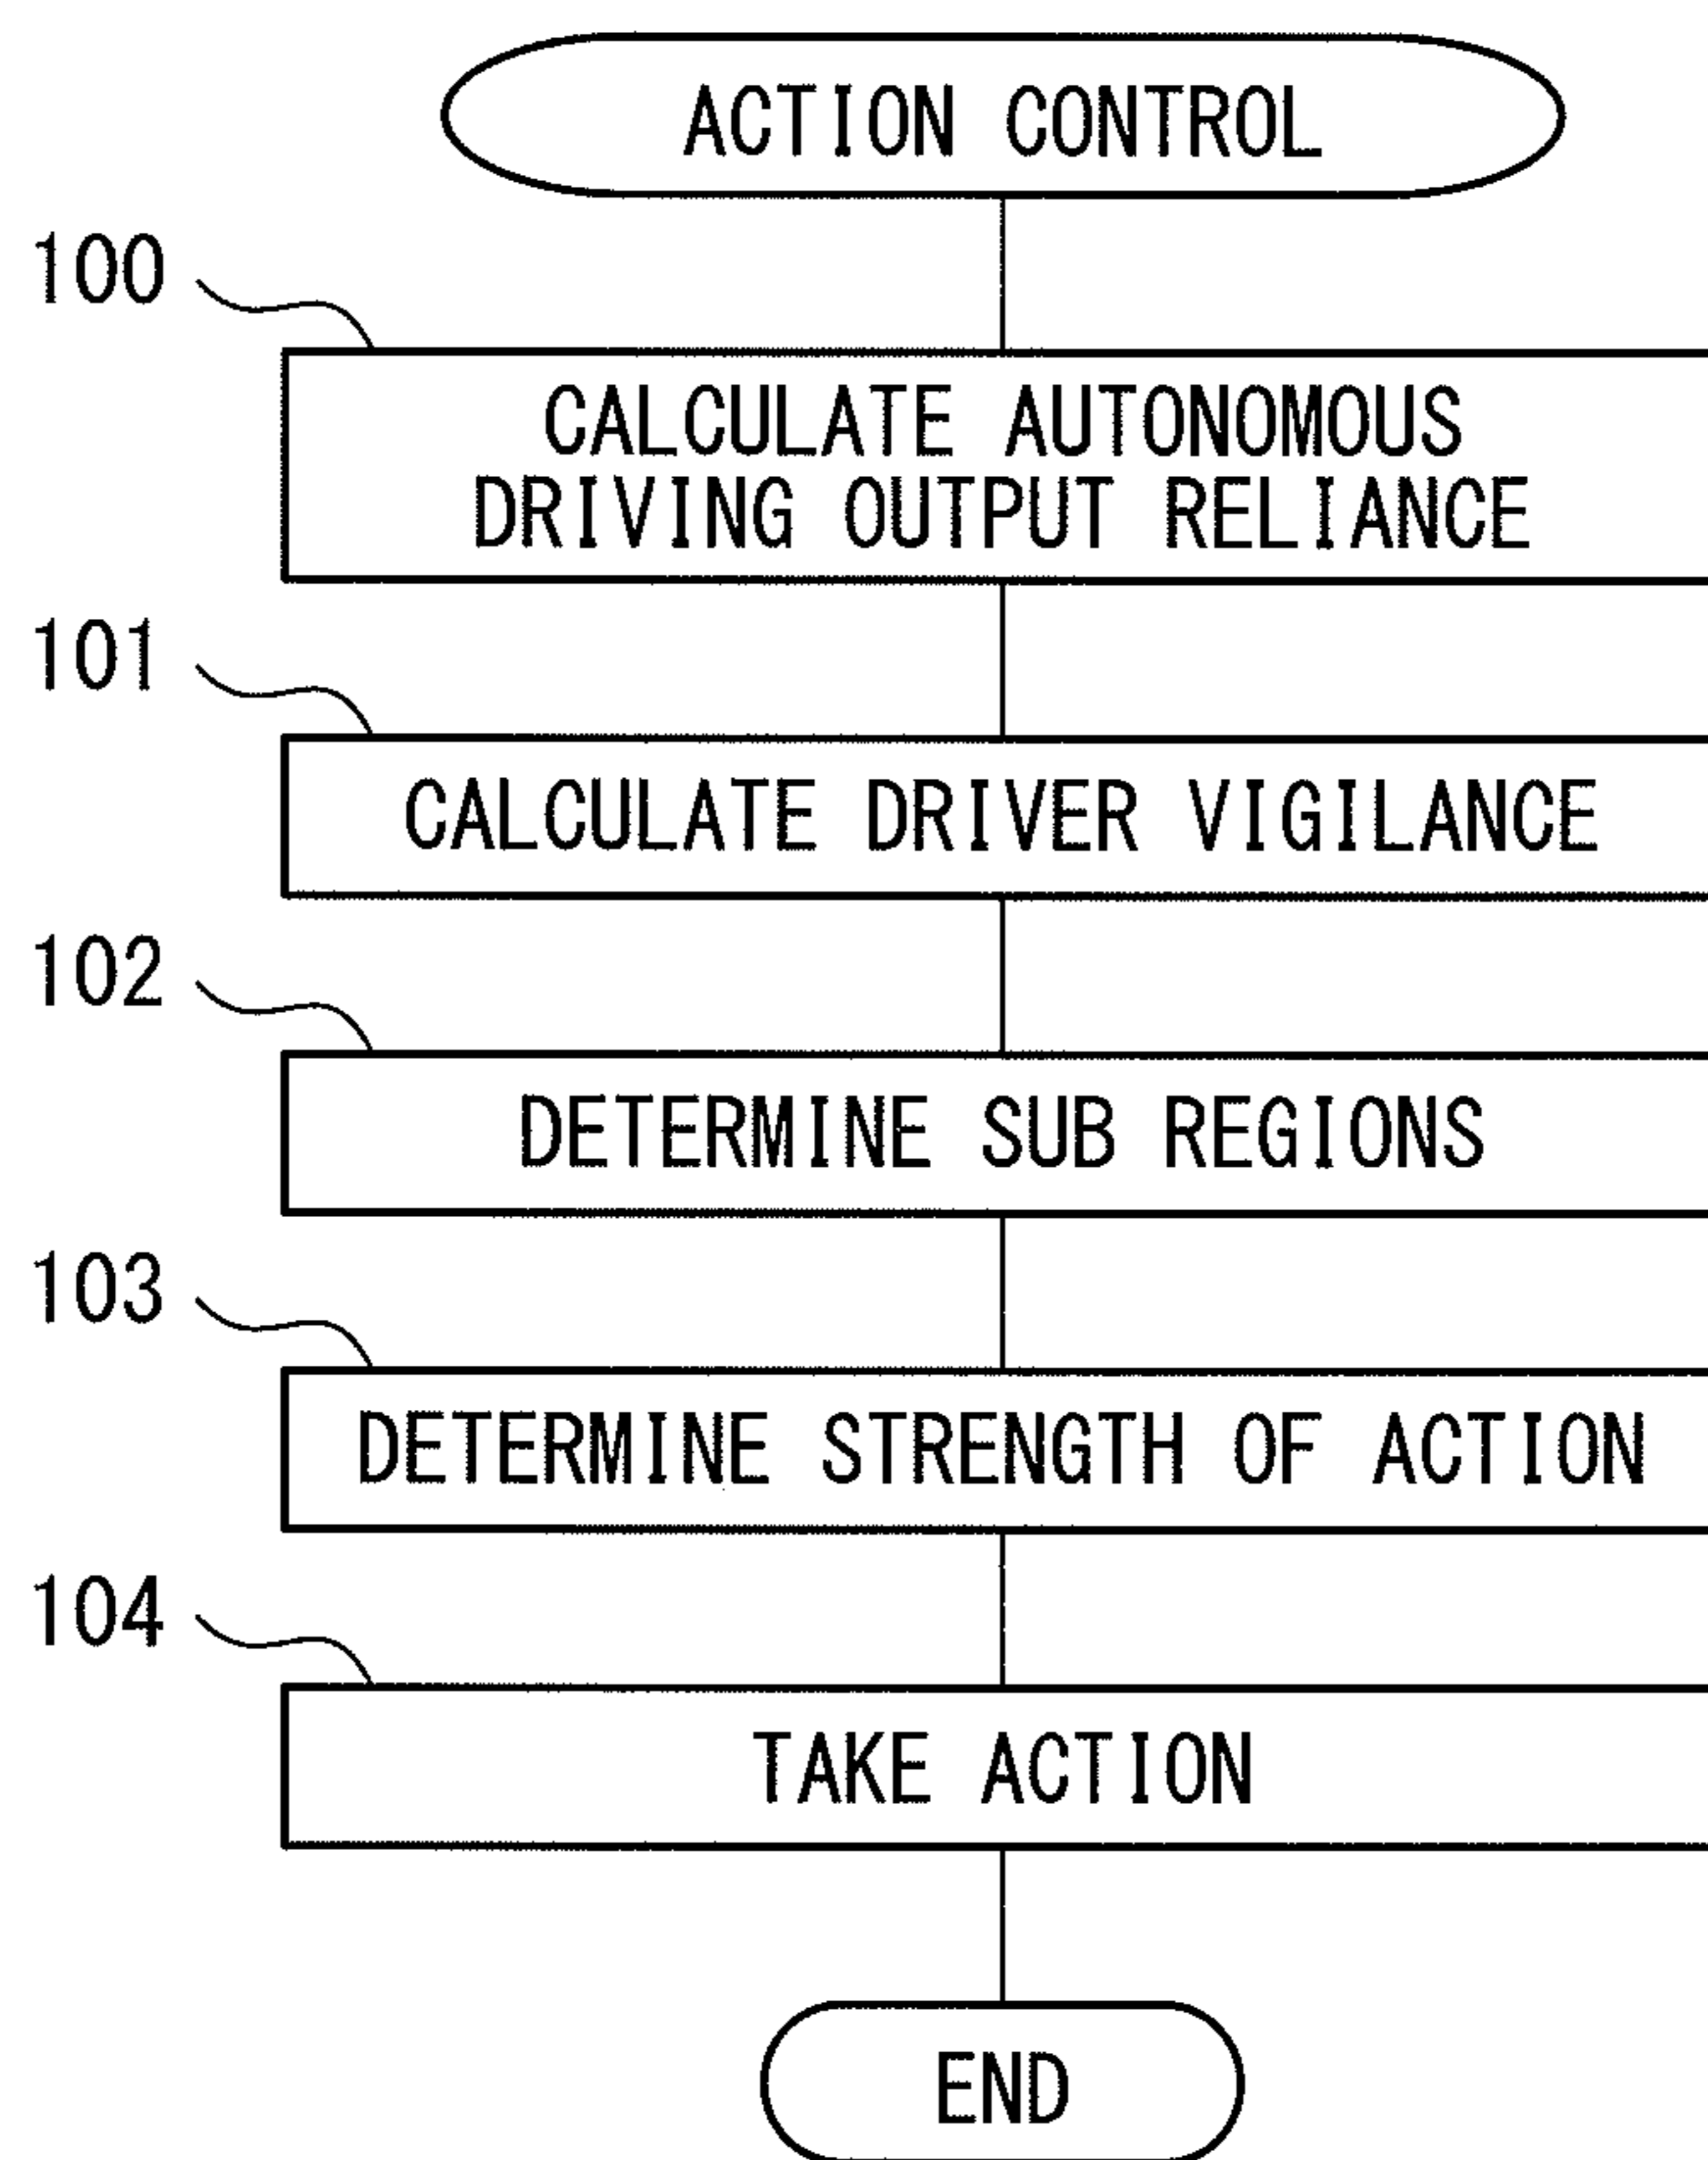 ACTION CONTROL
100
CALCULATE AUTONOMOUS
DRIVING OUTPUT RELIANCE
101
CALCULATE DRIVER VIGILANCE
102
DETERMINE SUB REGIONS
103
DETERMINE STRENGTH OF ACTION
104
TAKE ACTION
END